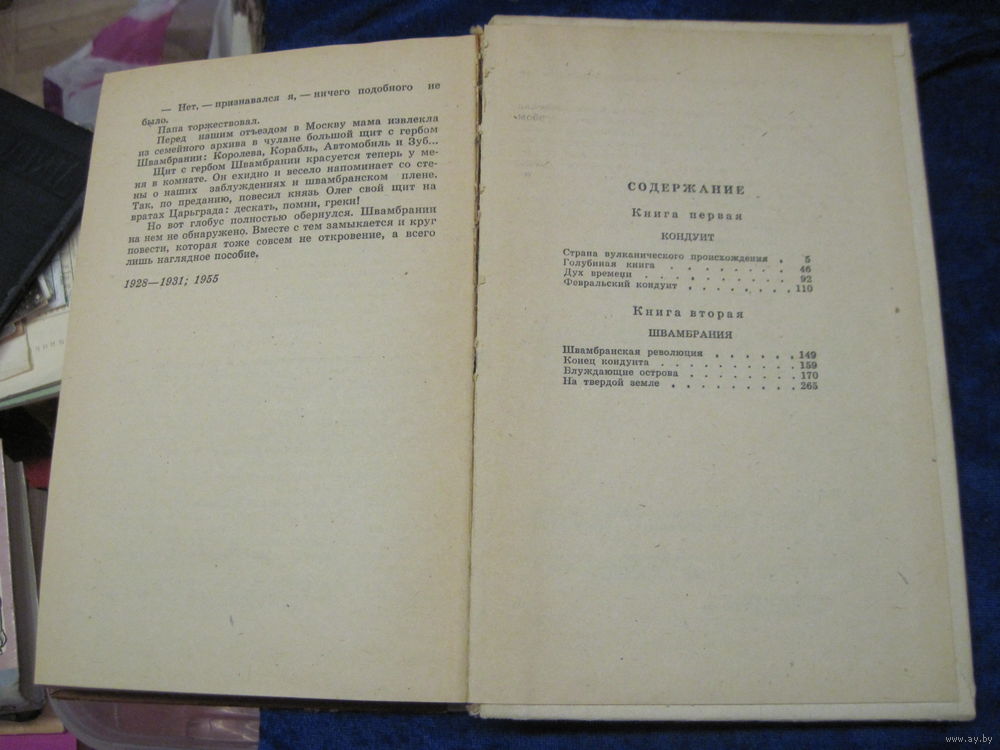 — Нет, — признавался я, — ничего подобного не
было.
Папа торжествовал.
Перед нашим отъездом в Москву мама извлекла
из семейного архива в чулане большой щит с гербом
Швамбрании: Королева, Корабль, Автомобиль и Зуб...
Щит с гербом Швамбрании красуется теперь у ме-
ня в комнате. Он ехидно и весело напоминает со сте-
ны о наших заблуждениях и швамбранском плене.
Так, по преданию, повесил князь Олег свой щит на
вратах Царьграда: дескать, помни, греки!
Но вот глобус полностью обернулся. Швамбрании
на нем не обнаружено. Вместе с тем замыкается и круг
повести, которая тоже совсем не откровение, а всего
лишь наглядное пособие.
1928—1931; 1955
СОДЕРЖАНИЕ
Книга первая
КОНДУИТ
Страна вулканического происхождения . 5
Голубиная книга . . . . . . . . 46
Дух времени . . . . . . . . . 92
Февральский кондуит . . . . . . . 110
Книга вторая
ШВАМБРАНИЯ
Швамбранская революция . . . . . . 149
Конец кондуита . . . . . . . . . 159
Блуждающие острова . . . . . . . 170
На твердой земле . . . . . . . . 265
www.ay.by